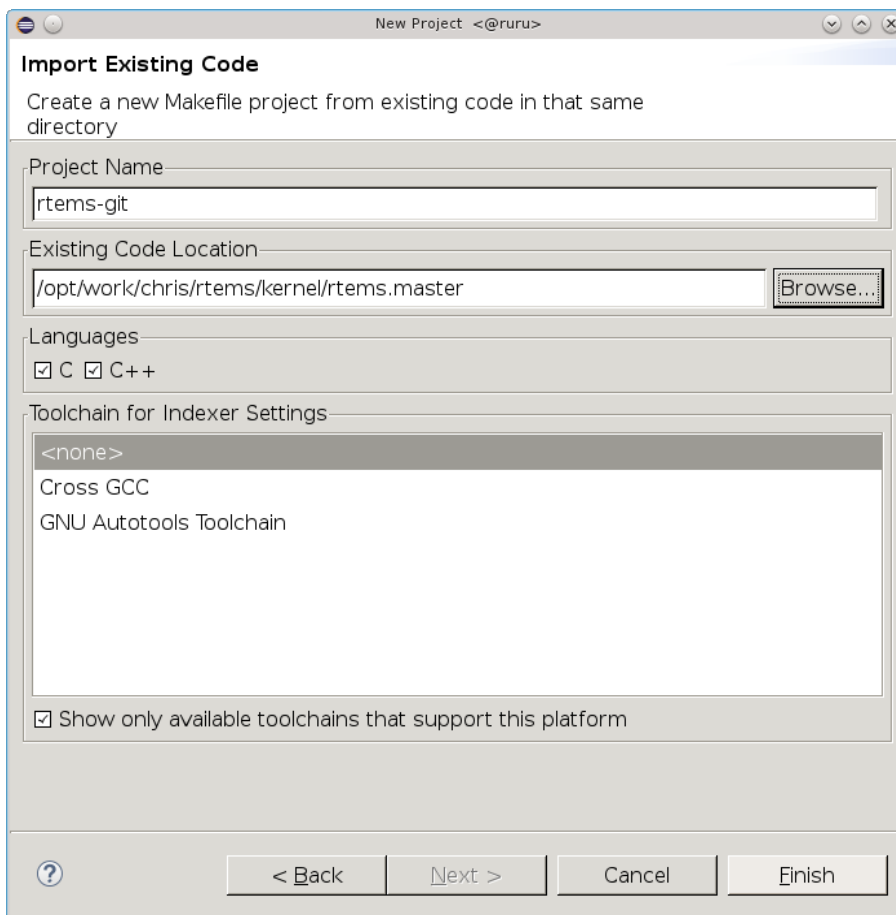 New Project <@ruru>
Import Existing Code
Create a new Makefile project from existing code in that same
directory
Project Name
rtems-git
Existing Code Location
/opt/work/chris/rtems/kernel/rtems.master
Browse...
Languages
C C++
Toolchain for Indexer Settings
<none>
Cross GCC
GNU Autotools Toolchain
Show only available toolchains that support this platform
? < Back Next > Cancel Finish